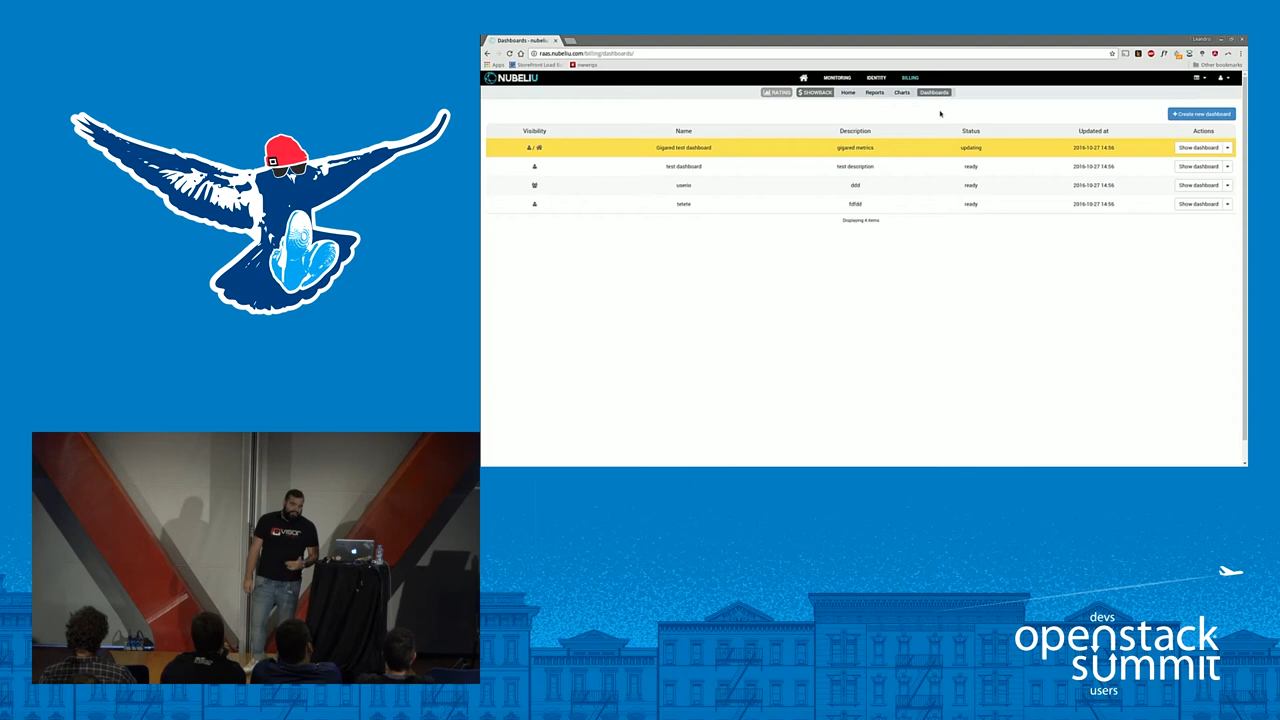 Dashboards - nubeliu
Leandro
raas.nubeliu.com/billing/dashboards/
Apps
Other bookmarks
NUBELIU
MONITORING
IDENTITY
BILLING
RATING
$ SHOWBACK
Home
Reports
Charts
Dashboards
+ Create new dashboard
Visibility Name Description Status Updated at Actions
/ Gigared test dashboard gigared metrics updating 2016-10-27 14:56 Show dashboard
test dashboard test description ready 2016-10-27 14:56 Show dashboard
userio ddd ready 2016-10-27 14:56 Show dashboard
tetete fdfdd ready 2016-10-27 14:56 Show dashboard
Displaying 4 items
VISOR
devs
openstack
summit
users